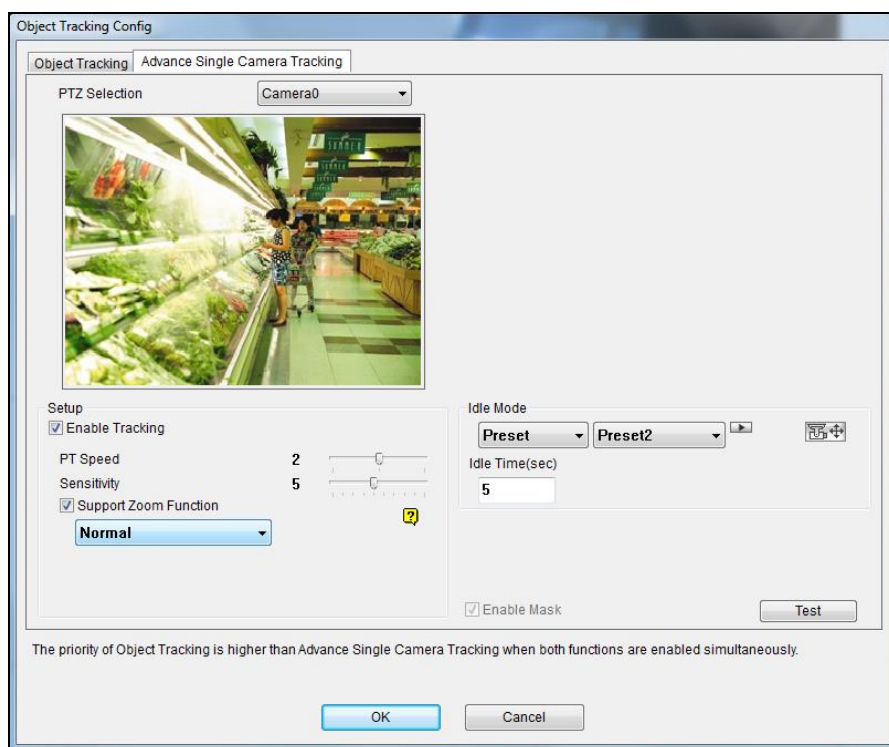 Object Tracking Config
Object Tracking
Advance Single Camera Tracking
PTZ Selection
Camera0
SUMMER
SUMMER
Setup
Enable Tracking
PT Speed
2
Sensitivity
5
Support Zoom Function
?
Normal
Idle Mode
Preset
Preset2
Idle Time(sec)
5
Enable Mask
Test
The priority of Object Tracking is higher than Advance Single Camera Tracking when both functions are enabled simultaneously.
OK
Cancel